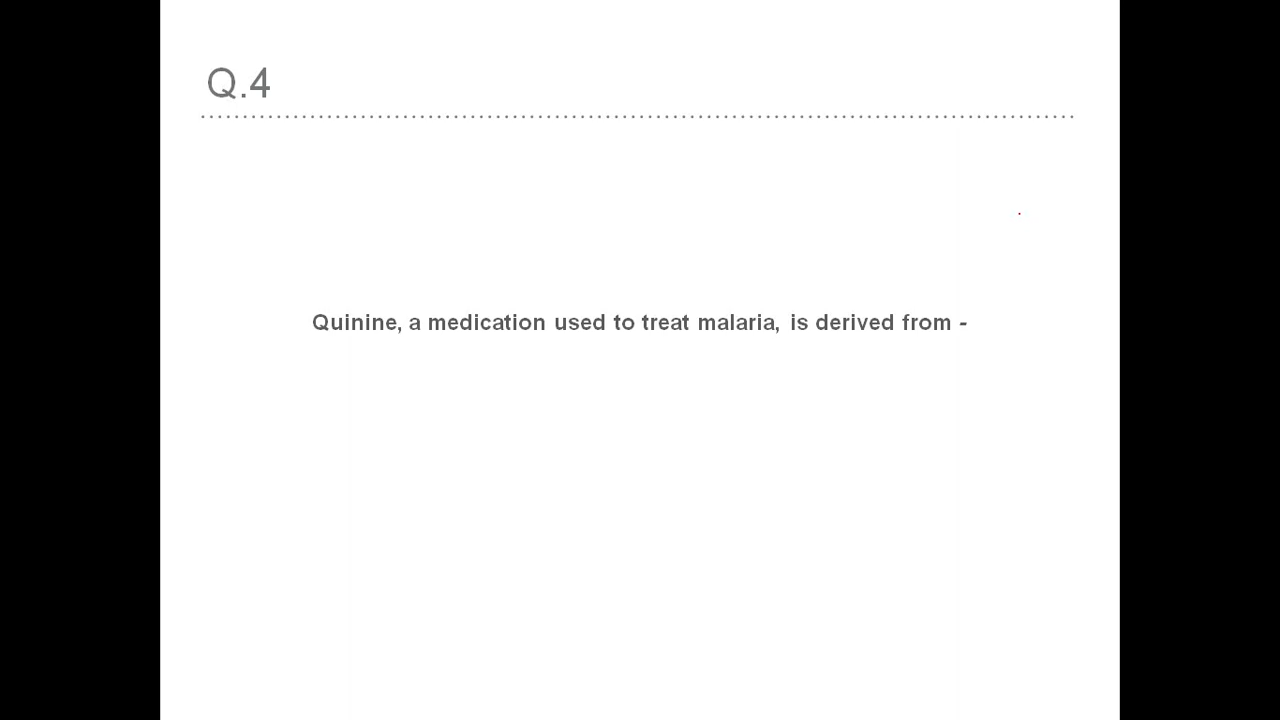 Q.4
Quinine, a medication used to treat malaria, is derived from -